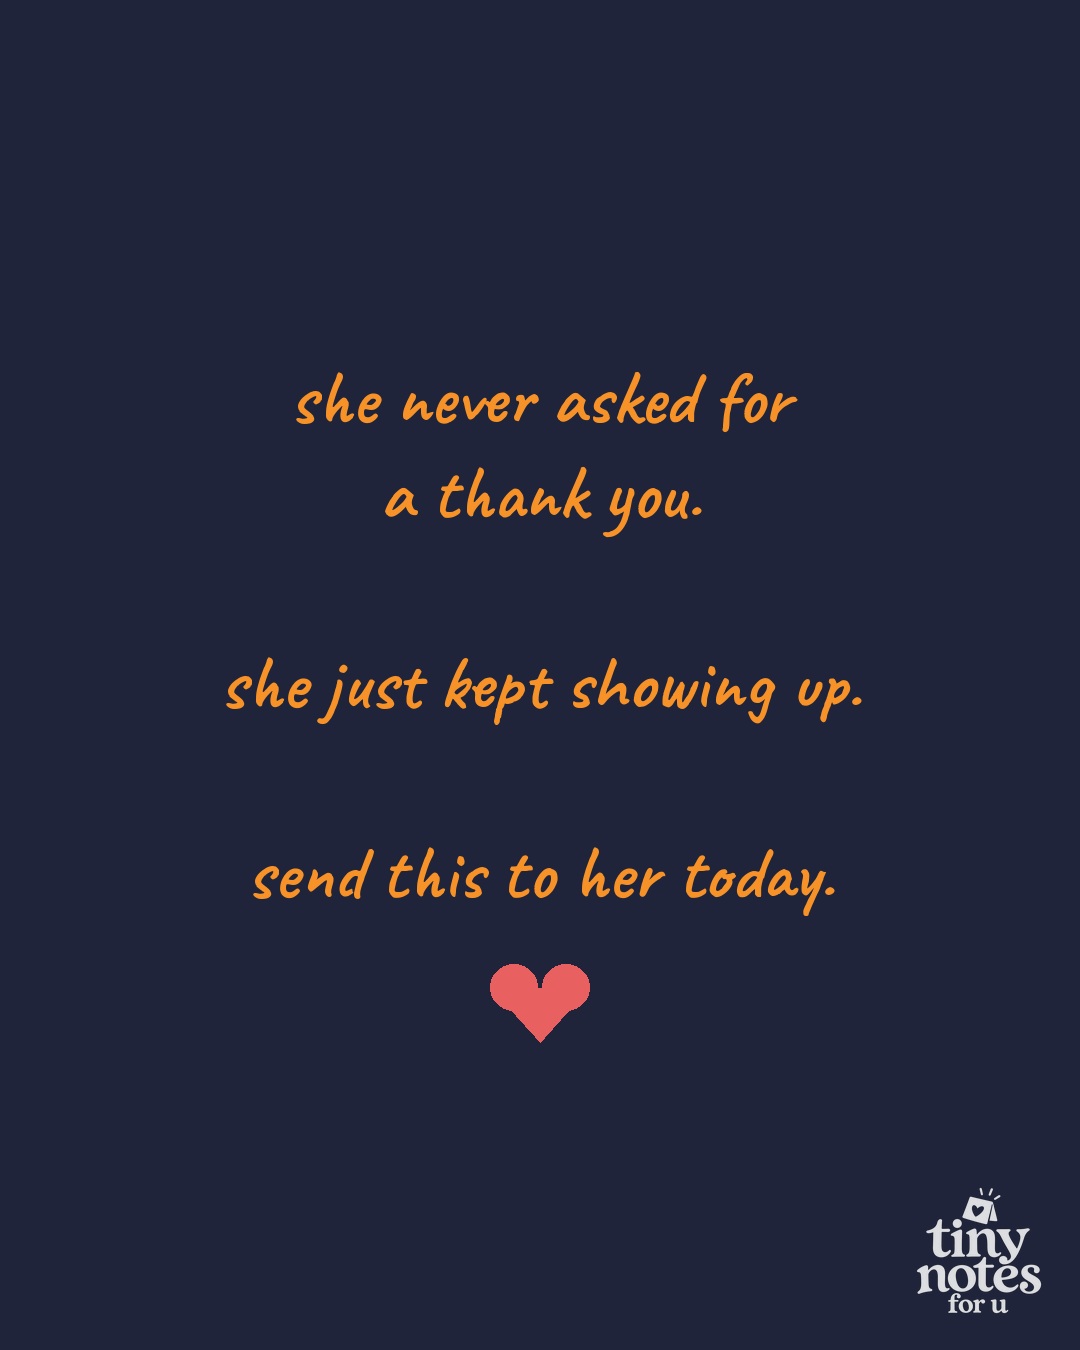 she never asked for
a thank you.
she just kept showing up.
send this to her today.
tiny
notes
for u